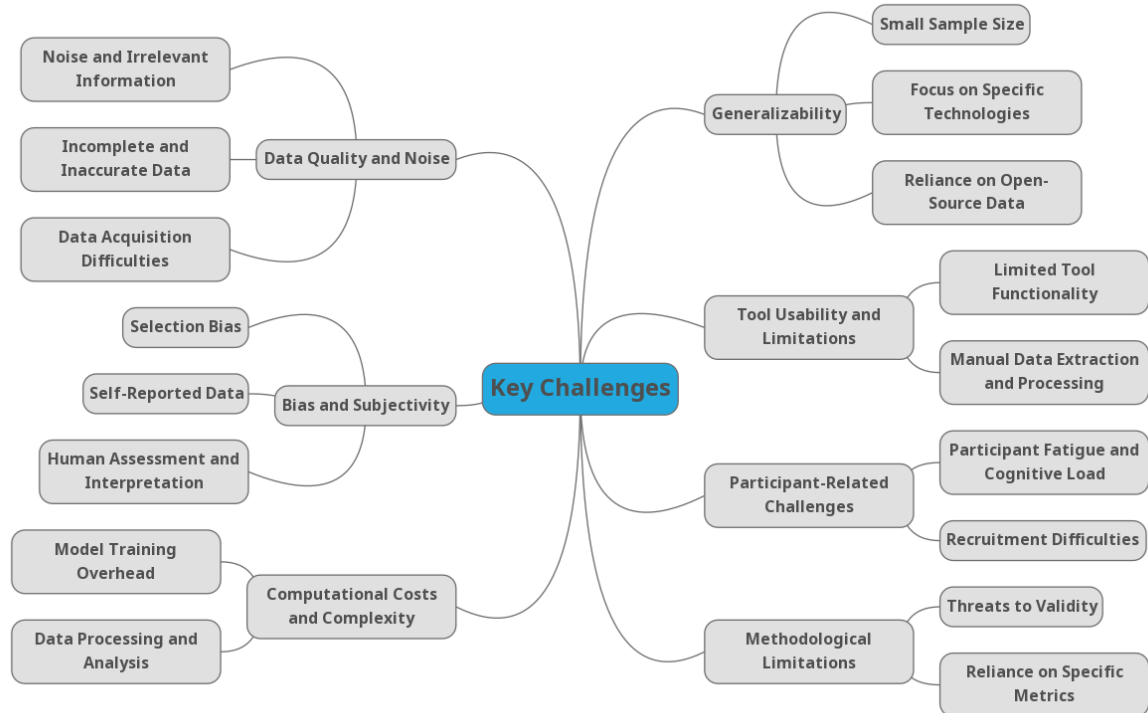 Key Challenges
Data Quality and Noise
Noise and Irrelevant
Information
Incomplete and
Inaccurate Data
Data Acquisition
Difficulties
Bias and Subjectivity
Selection Bias
Self-Reported Data
Human Assessment and
Interpretation
Computational Costs
and Complexity
Model Training
Overhead
Data Processing and
Analysis
Generalizability
Small Sample Size
Focus on Specific
Technologies
Reliance on Open-
Source Data
Tool Usability and
Limitations
Limited Tool
Functionality
Manual Data Extraction
and Processing
Participant-Related
Challenges
Participant Fatigue and
Cognitive Load
Recruitment Difficulties
Methodological
Limitations
Threats to Validity
Reliance on Specific
Metrics